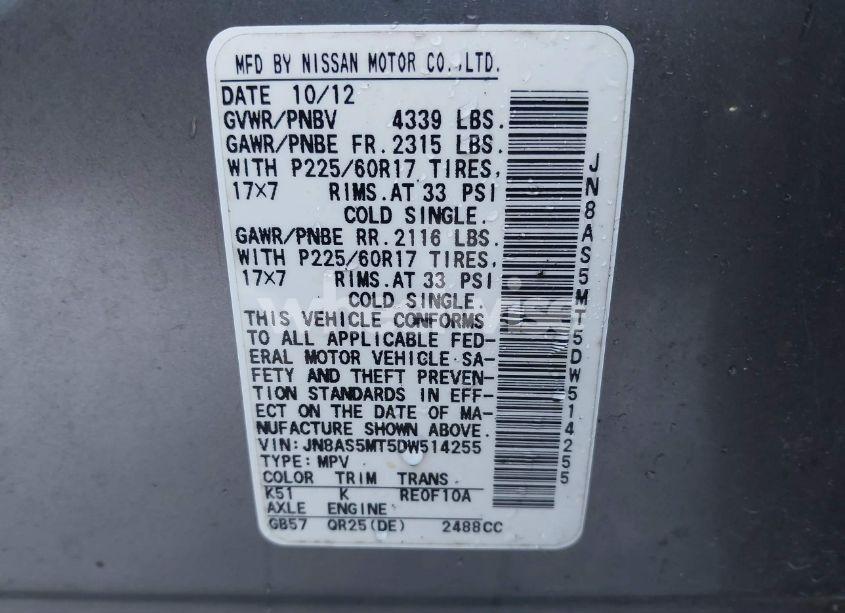 MFD BY NISSAN MOTOR CO.,LTD.
DATE 10/12
GVWR/PNBV 4339 LBS.
GAWR/PNBE FR. 2315 LBS.
WITH P225/60R17 TIRES,
17×7 RIMS. AT 33 PSI
COLD SINGLE.
GAWR/PNBE RR. 2116 LBS.
WITH P225/60R17 TIRES,
17×7 RIMS. AT 33 PSI
COLD SINGLE.
THIS VEHICLE CONFORMS
TO ALL APPLICABLE FED-
ERAL MOTOR VEHICLE SA-
FETY AND THEFT PREVEN-
TION STANDARDS IN EFF-
ECT ON THE DATE OF MA-
NUFACTURE SHOWN ABOVE.
VIN: JN8AS5MT5DW514255
TYPE: MPV
COLOR TRIM TRANS.
K51 K RE0F10A
AXLE ENGINE
GB57 QR25(DE) 2488CC
JN8AS5MT5DW514255